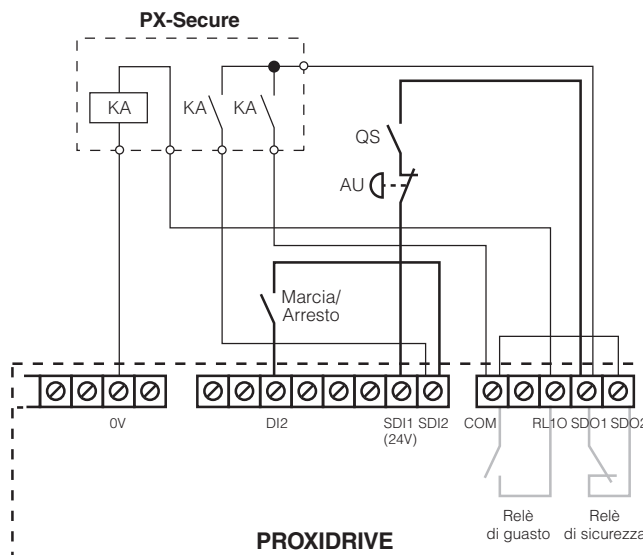 PX-Secure
KA
KA
KA
QS
AU
Marcia/
Arresto
0V
DI2
SDI1
(24V)
SDI2
COM
RL1O
SDO1
SDO2
Relè
di guasto
Relè
di sicurezza
PROXIDRIVE